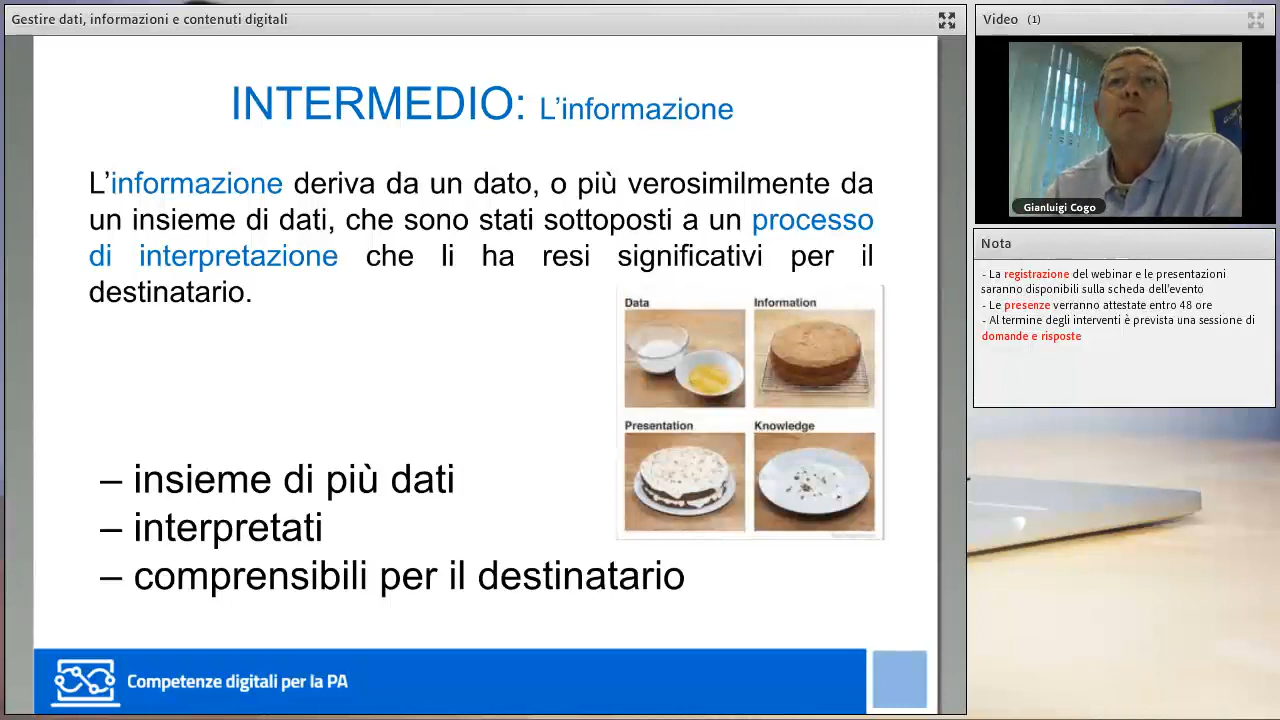 Gestire dati, informazioni e contenuti digitali
INTERMEDIO: L'informazione
L'informazione deriva da un dato, o più verosimilmente da
un insieme di dati, che sono stati sottoposti a un processo
di interpretazione che li ha resi significativi per il
destinatario.
Data
Information
Presentation
Knowledge
– insieme di più dati
– interpretati
– comprensibili per il destinatario
Competenze digitali per la PA
Video (1)
Gianluigi Cogo
Nota
- La registrazione del webinar e le presentazioni
saranno disponibili sulla scheda dell'evento
- Le presenze verranno attestate entro 48 ore
- Al termine degli interventi è prevista una sessione di
domande e risposte